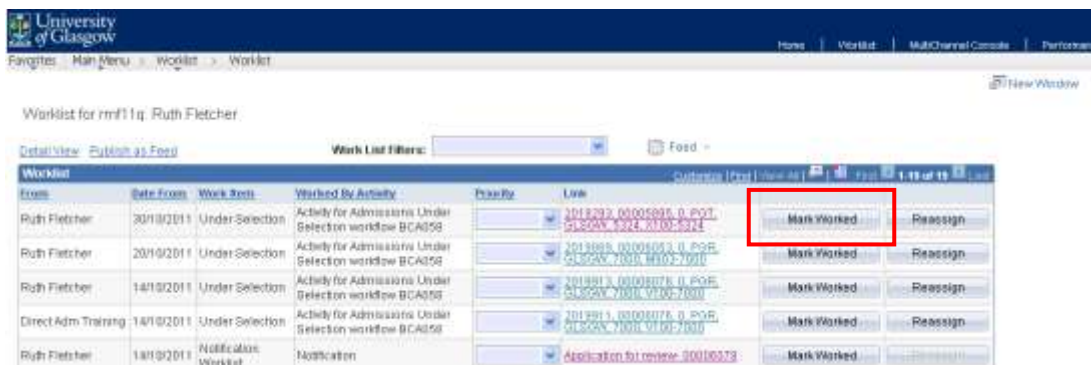 University
of Glasgow
Home | Worklist | MultiChannel Console | Performan
Favorites Main Menu > Worklist > Worklist
New Window
Worklist for rmf11q: Ruth Fletcher
Detail View Publish as Feed Work List Filters: Feed
Worklist Customize | Find | View All | First 1-19 of 19 Last
From Date From Work Item Worked By Activity Priority Link
Ruth Fletcher 30/10/2011 Under Selection Activity for Admissions Under Selection workflow BCA058 Mark Worked Reassign
Ruth Fletcher 20/10/2011 Under Selection Activity for Admissions Under Selection workflow BCA058 Mark Worked Reassign
Ruth Fletcher 14/10/2011 Under Selection Activity for Admissions Under Selection workflow BCA058 Mark Worked Reassign
Direct Adm Training 14/10/2011 Under Selection Activity for Admissions Under Selection workflow BCA058 Mark Worked Reassign
Ruth Fletcher 14/10/2011 Notification Worklist Notification Application for review: Mark Worked Reassign